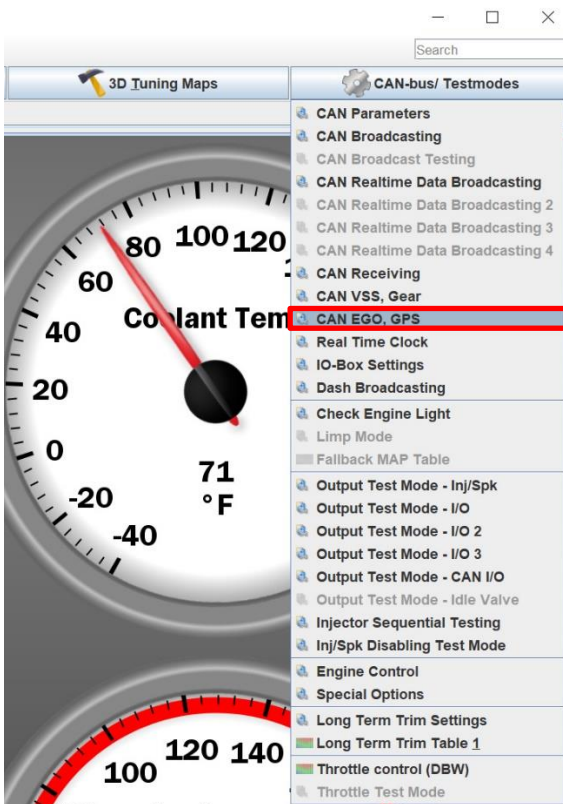 Search
3D Tuning Maps
CAN-bus/ Testmodes
CAN Parameters
CAN Broadcasting
CAN Broadcast Testing
CAN Realtime Data Broadcasting
CAN Realtime Data Broadcasting 2
CAN Realtime Data Broadcasting 3
CAN Realtime Data Broadcasting 4
CAN Receiving
CAN VSS, Gear
CAN EGO, GPS
Real Time Clock
IO-Box Settings
Dash Broadcasting
Check Engine Light
Limp Mode
Fallback MAP Table
Output Test Mode - Inj/Spk
Output Test Mode - I/O
Output Test Mode - I/O 2
Output Test Mode - I/O 3
Output Test Mode - CAN I/O
Output Test Mode - Idle Valve
Injector Sequential Testing
Inj/Spk Disabling Test Mode
Engine Control
Special Options
Long Term Trim Settings
Long Term Trim Table 1
Throttle control (DBW)
Throttle Test Mode
80 100 120
60
Coolant Tem
40
20
0
71
-20 °F
-40
100 120 140